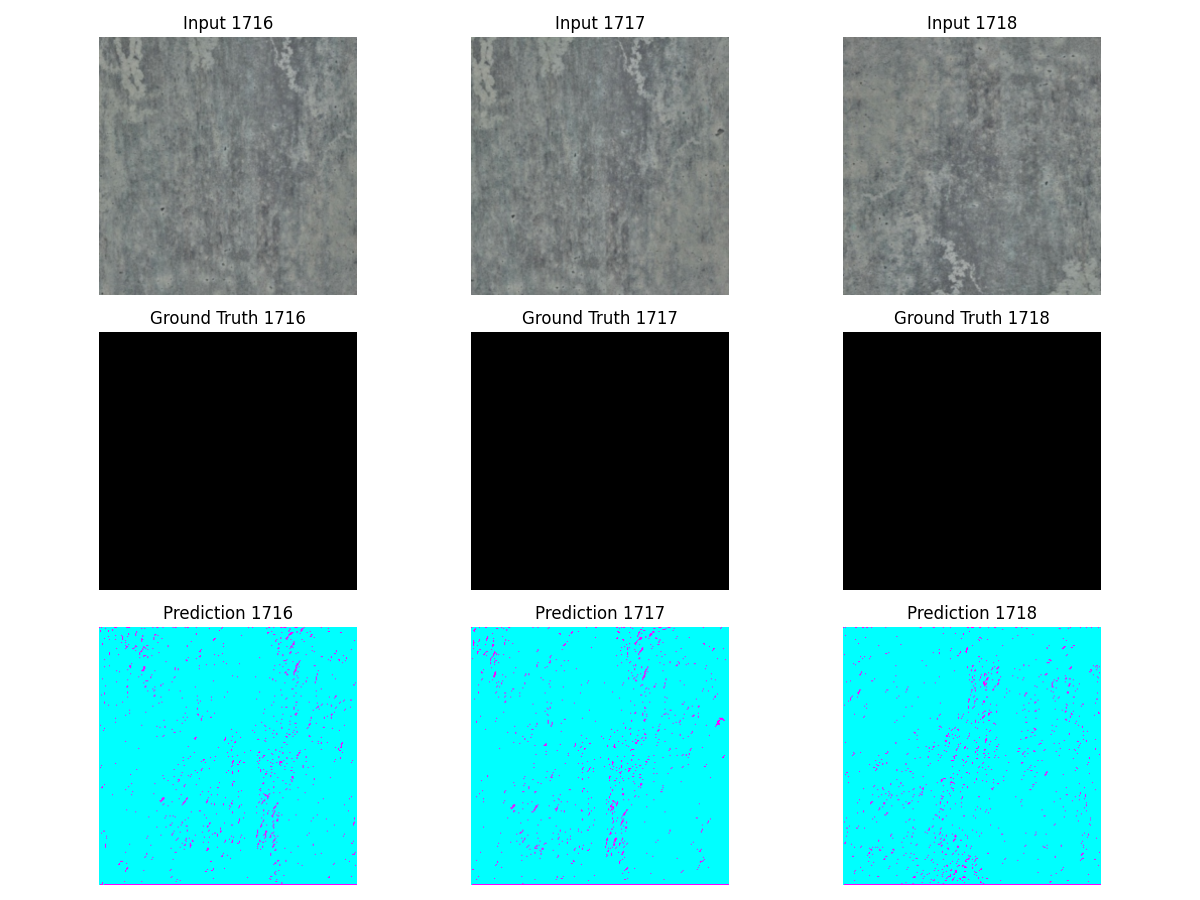 Input 1716
Input 1717
Input 1718
Ground Truth 1716
Ground Truth 1717
Ground Truth 1718
Prediction 1716
Prediction 1717
Prediction 1718